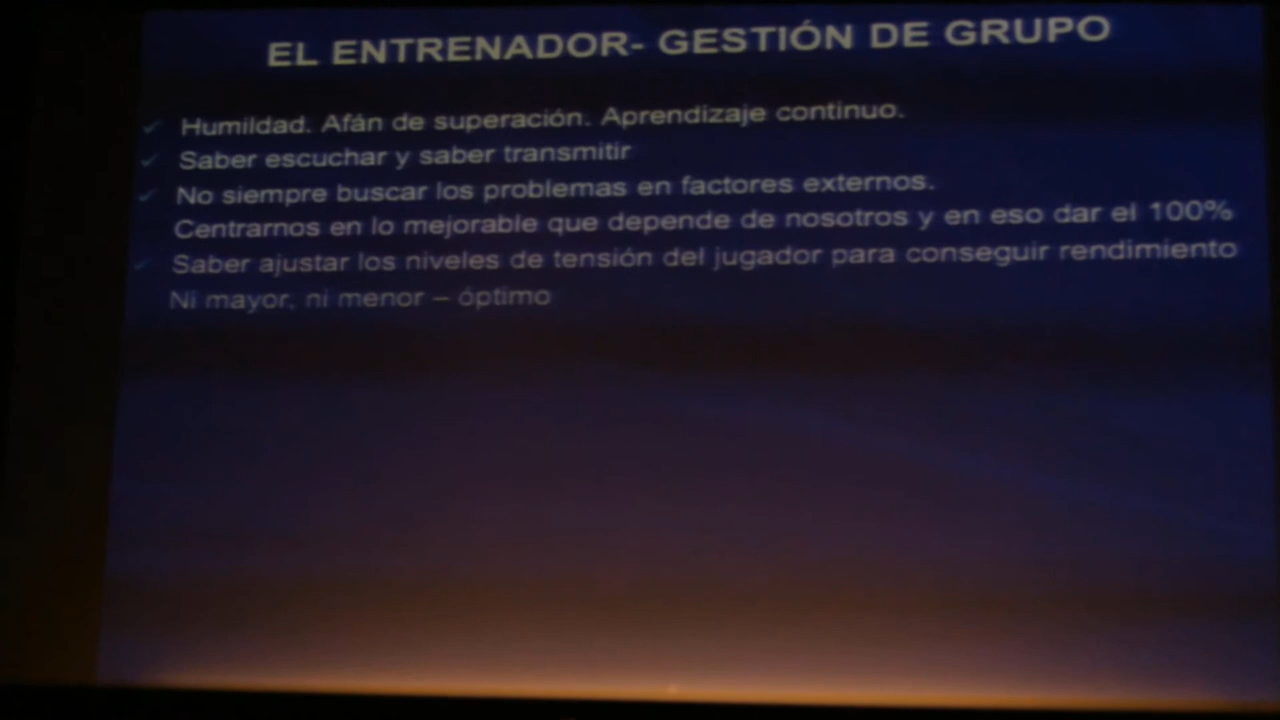 EL ENTRENADOR- GESTIÓN DE GRUPO
Humildad. Afán de superación. Aprendizaje continuo.
Saber escuchar y saber transmitir
No siempre buscar los problemas en factores externos.
Centrarnos en lo mejorable que depende de nosotros y en eso dar el 100%
Saber ajustar los niveles de tensión del jugador para conseguir rendimiento
Ni mayor, ni menor – óptimo